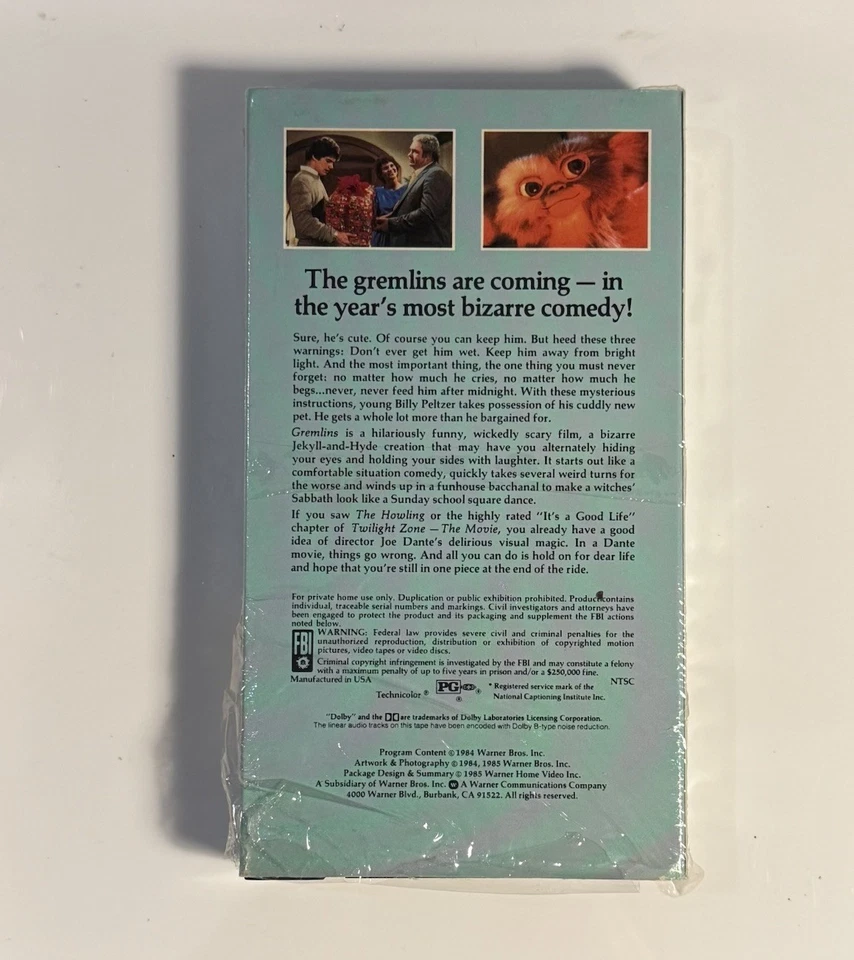 The gremlins are coming — in
the year's most bizarre comedy!
Sure, he's cute. Of course you can keep him. But heed these three
warnings: Don't ever get him wet. Keep him away from bright
light. And the most important thing, the one thing you must never
forget: no matter how much he cries, no matter how much he
begs...never, never feed him after midnight. With these mysterious
instructions, young Billy Peltzer takes possession of his cuddly new
pet. He gets a whole lot more than he bargained for.
Gremlins is a hilariously funny, wickedly scary film, a bizarre
Jekyll-and-Hyde creation that may have you alternately hiding
your eyes and holding your sides with laughter. It starts out like a
comfortable situation comedy, quickly takes several weird turns for
the worse and winds up in a funhouse bacchanal to make a witches'
Sabbath look like a Sunday school square dance.
If you saw The Howling or the highly rated "It's a Good Life"
chapter of Twilight Zone—The Movie, you already have a good
idea of director Joe Dante's delirious visual magic. In a Dante
movie, things go wrong. And all you can do is hold on for dear life
and hope that you're still in one piece at the end of the ride.
For private home use only. Duplication or public exhibition prohibited. Product contains
individual, traceable serial numbers and markings. Civil investigators and attorneys have
been engaged to protect the product and its packaging and supplement the FBI actions
noted below.
FBI WARNING: Federal law provides severe civil and criminal penalties for the
unauthorized reproduction, distribution or exhibition of copyrighted motion
pictures, video tapes or video discs.
Criminal copyright infringement is investigated by the FBI and may constitute a felony
with a maximum penalty of up to five years in prison and/or a $250,000 fine.
Manufactured in USA NTSC
Technicolor® PG ® * Registered service mark of the
National Captioning Institute Inc.
"Dolby" and the DD are trademarks of Dolby Laboratories Licensing Corporation.
The linear audio tracks on this tape have been encoded with Dolby B-type noise reduction.
Program Content © 1984 Warner Bros. Inc.
Artwork & Photography © 1984, 1985 Warner Bros. Inc.
Package Design & Summary © 1985 Warner Home Video Inc.
A Subsidiary of Warner Bros. Inc. A Warner Communications Company
4000 Warner Blvd., Burbank, CA 91522. All rights reserved.